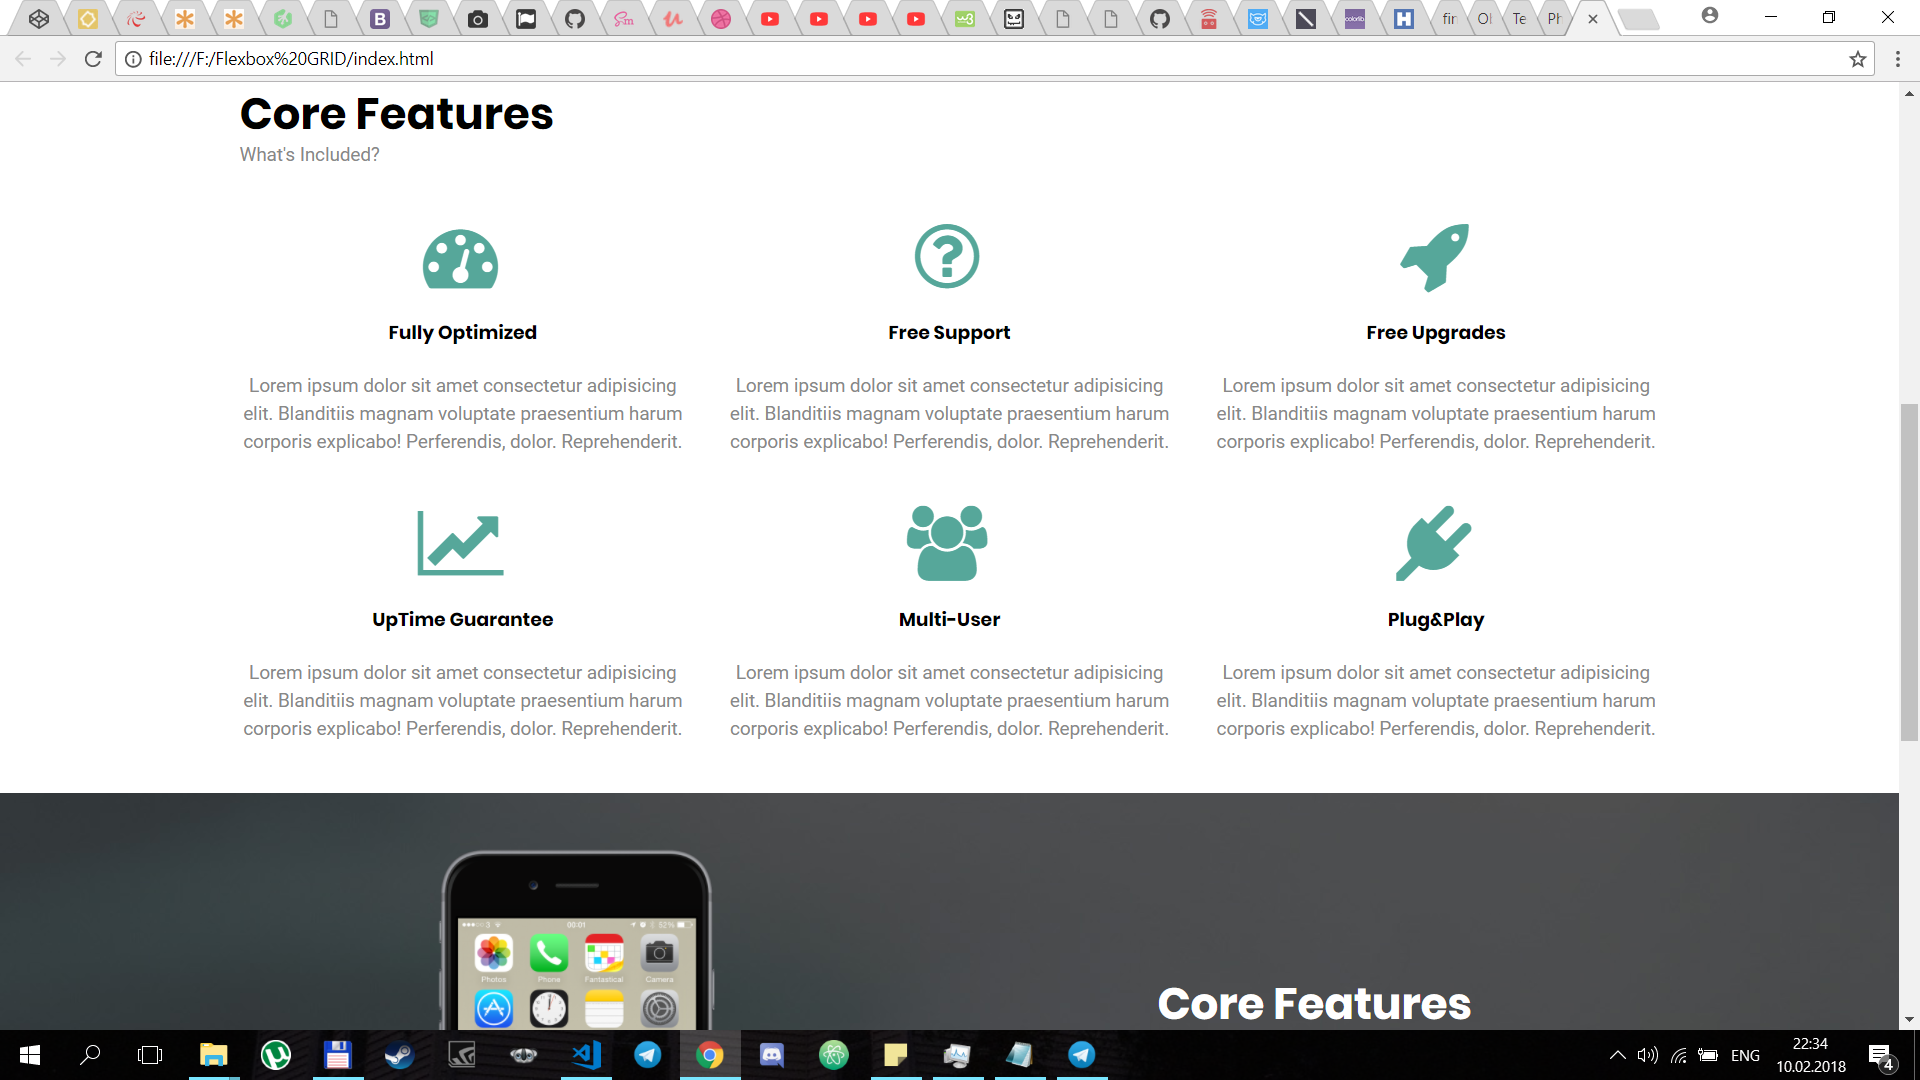 fin
Ol
Te
Ph
file:///F:/Flexbox%20GRID/index.html
Core Features
What's Included?
Fully Optimized
Free Support
Free Upgrades
Lorem ipsum dolor sit amet consectetur adipisicing
elit. Blanditiis magnam voluptate praesentium harum
corporis explicabo! Perferendis, dolor. Reprehenderit.
Lorem ipsum dolor sit amet consectetur adipisicing
elit. Blanditiis magnam voluptate praesentium harum
corporis explicabo! Perferendis, dolor. Reprehenderit.
Lorem ipsum dolor sit amet consectetur adipisicing
elit. Blanditiis magnam voluptate praesentium harum
corporis explicabo! Perferendis, dolor. Reprehenderit.
UpTime Guarantee
Multi-User
Plug&Play
Lorem ipsum dolor sit amet consectetur adipisicing
elit. Blanditiis magnam voluptate praesentium harum
corporis explicabo! Perferendis, dolor. Reprehenderit.
Lorem ipsum dolor sit amet consectetur adipisicing
elit. Blanditiis magnam voluptate praesentium harum
corporis explicabo! Perferendis, dolor. Reprehenderit.
Lorem ipsum dolor sit amet consectetur adipisicing
elit. Blanditiis magnam voluptate praesentium harum
corporis explicabo! Perferendis, dolor. Reprehenderit.
00:01
52%
Photos
Phone
Fantastical
Camera
Core Features
ENG
22:34
10.02.2018
4